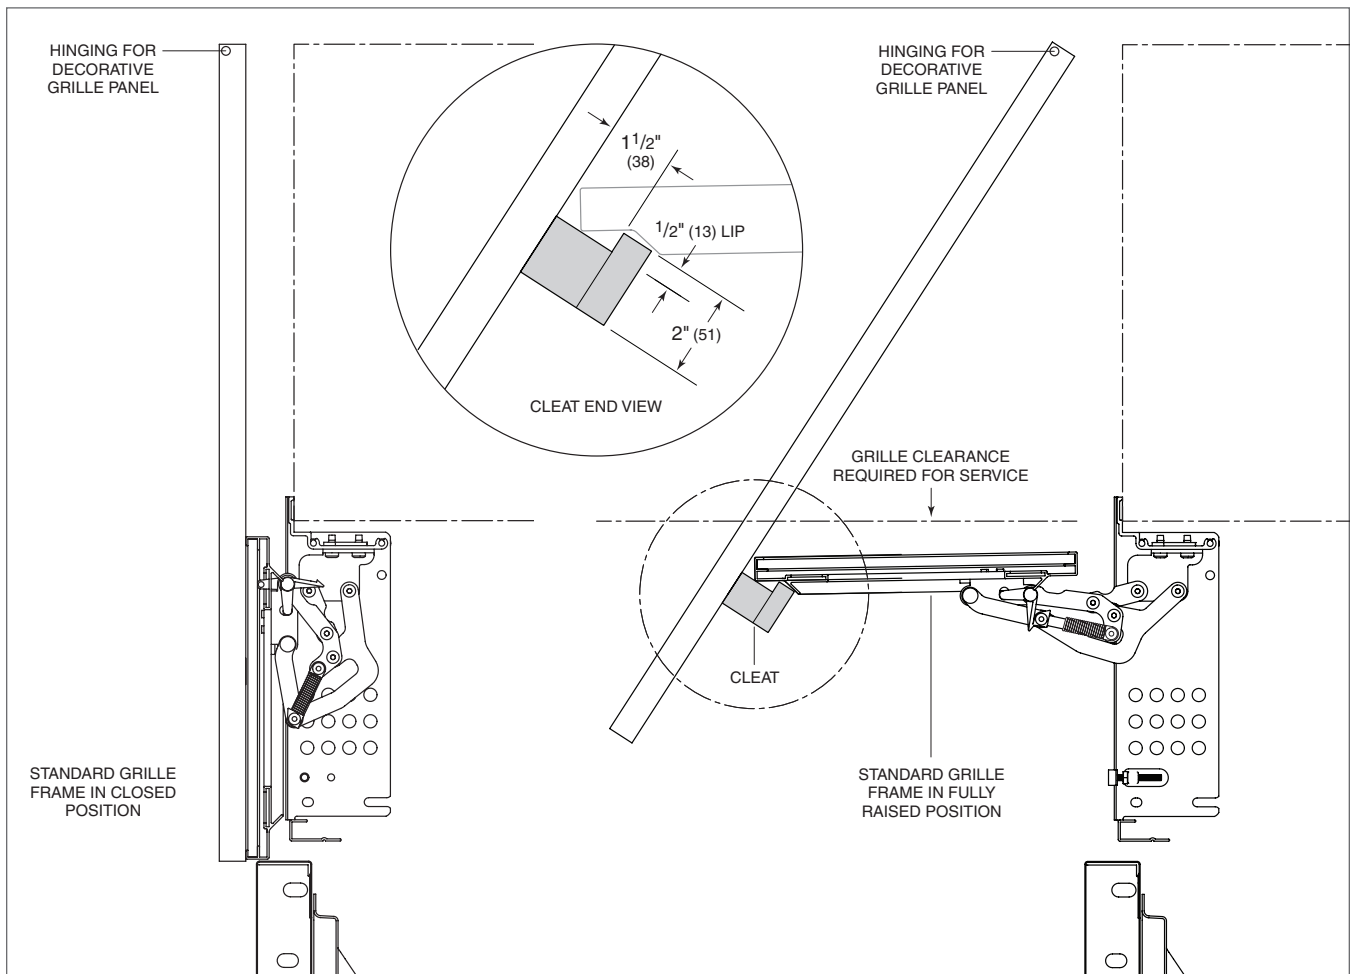 HINGING FOR
DECORATIVE
GRILLE PANEL
HINGING FOR
DECORATIVE
GRILLE PANEL
1 1/2"
(38)
1/2" (13) LIP
2" (51)
CLEAT END VIEW
GRILLE CLEARANCE
REQUIRED FOR SERVICE
CLEAT
STANDARD GRILLE
FRAME IN CLOSED
POSITION
STANDARD GRILLE
FRAME IN FULLY
RAISED POSITION